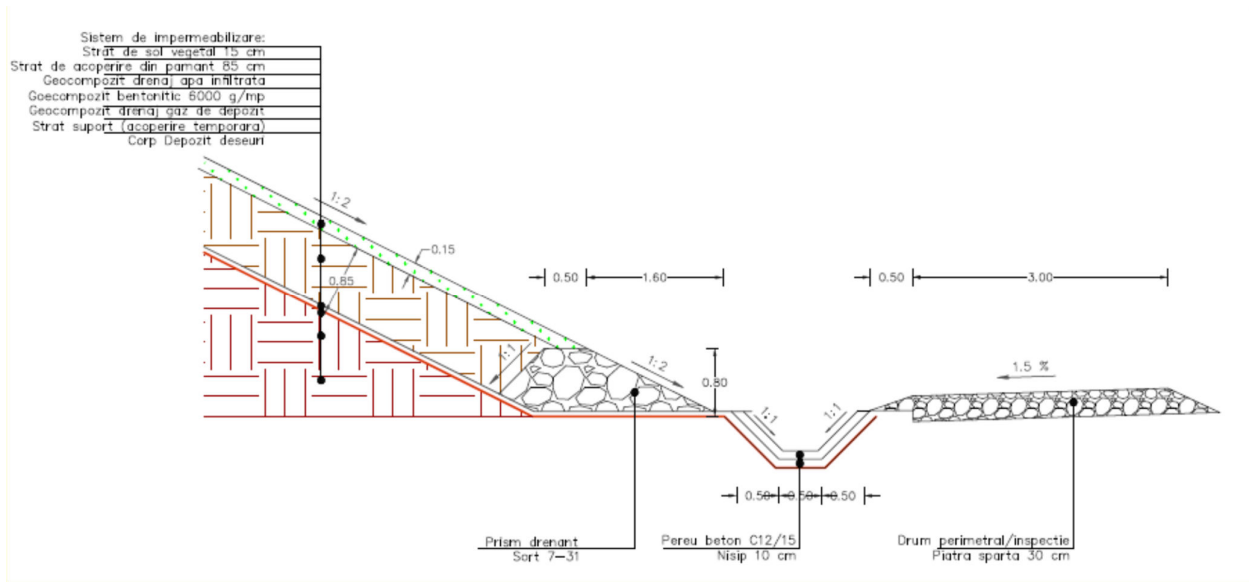 Sistem de impermeabilizare:
Strat de sol vegetal 15 cm
Strat de acoperire din pamant 85 cm
Geocompozit drenaj apa infiltrata
Goecompozit bentonitic 6000 g/mp
Geocompozit drenaj gaz de depozit
Strat suport (acoperire temporara)
Corp Depozit deseuri
1:2
0.15
0.85
0.50
1.60
0.50
3.00
1:1
1:2
0.80
1.5 %
1:1
1:1
0.50
0.50
0.50
Prism drenant
Sort 7-31
Pereu beton C12/15
Nisip 10 cm
Drum perimetral/inspectie
Piatra sparta 30 cm